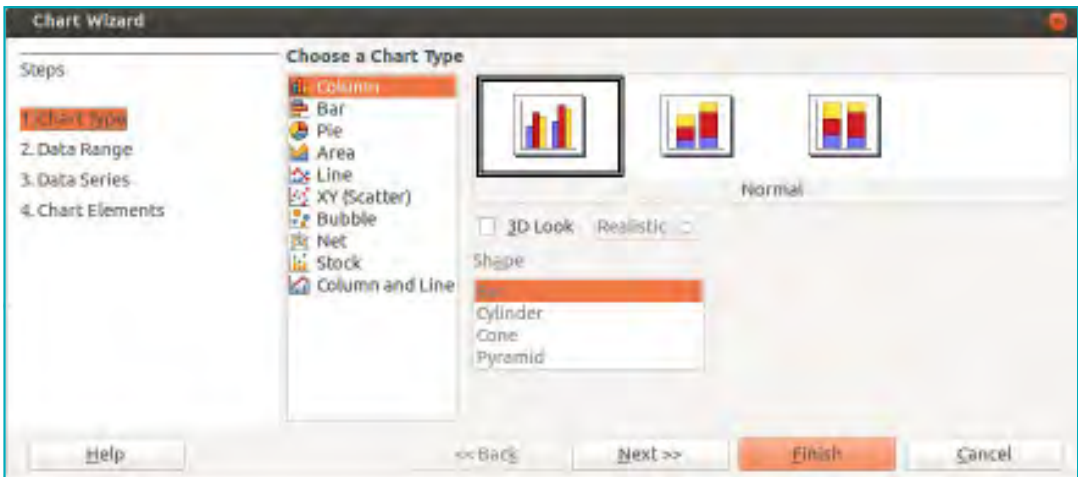 Chart Wizard
Steps
1. Chart Type
2. Data Range
3. Data Series
4. Chart Elements
Choose a Chart Type
Column
Bar
Pie
Area
Line
XY (Scatter)
Bubble
Net
Stock
Column and Line
Normal
3D Look Realistic
Shape
Cylinder
Cone
Pyramid
Help
<< Back
Next >>
Finish
Cancel